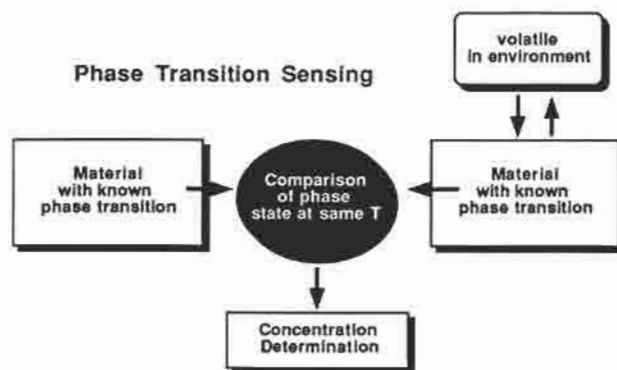 volatile
in environment
Phase Transition Sensing
Material
with known
phase transition
Comparison
of phase
state at same T
Material
with known
phase transition
Concentration
Determination